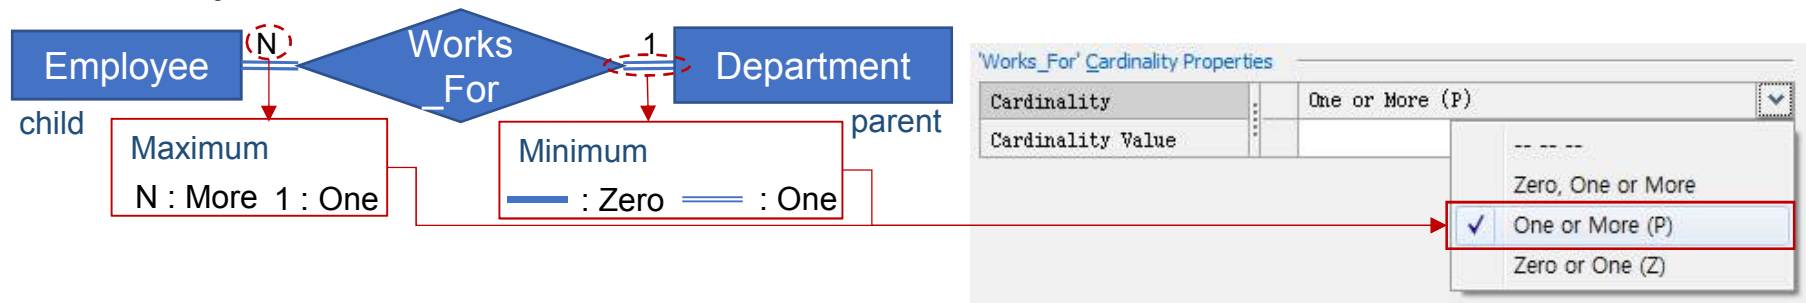 Employee
N
Works
_For
1
Department
child
parent
Maximum
N : More 1 : One
Minimum
: Zero : One
'Works_For' Cardinality Properties
Cardinality
One or More (P)
Cardinality Value
-- -- --
Zero, One or More
One or More (P)
Zero or One (Z)